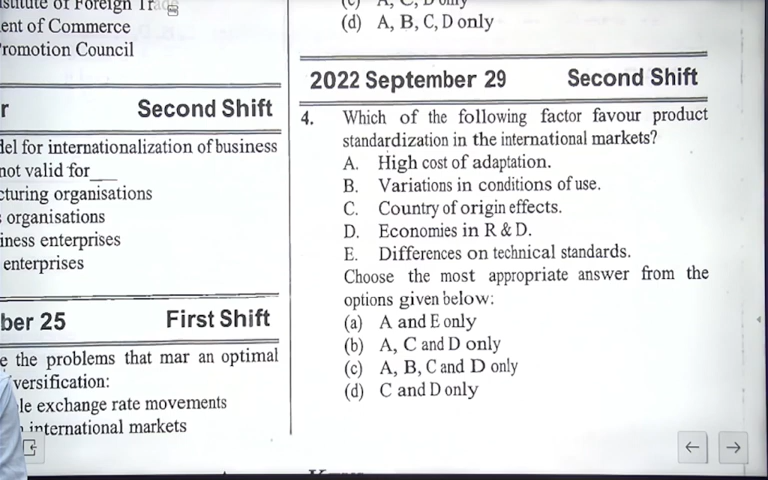 ent of Commerce
romotion Council
r Second Shift
for internationalization of business
not valid for___
cturing organisations
organisations
iness enterprises
enterprises
ber 25 First Shift
e the problems that mar an optimal
versification:
le exchange rate movements
international markets
(d) A, B, C, D only
2022 September 29 Second Shift
4. Which of the following factor favour product
standardization in the international markets?
A. High cost of adaptation.
B. Variations in conditions of use.
C. Country of origin effects.
D. Economies in R & D.
E. Differences on technical standards.
Choose the most appropriate answer from the
options given below:
(a) A and E only
(b) A, C and D only
(c) A, B, C and D only
(d) C and D only